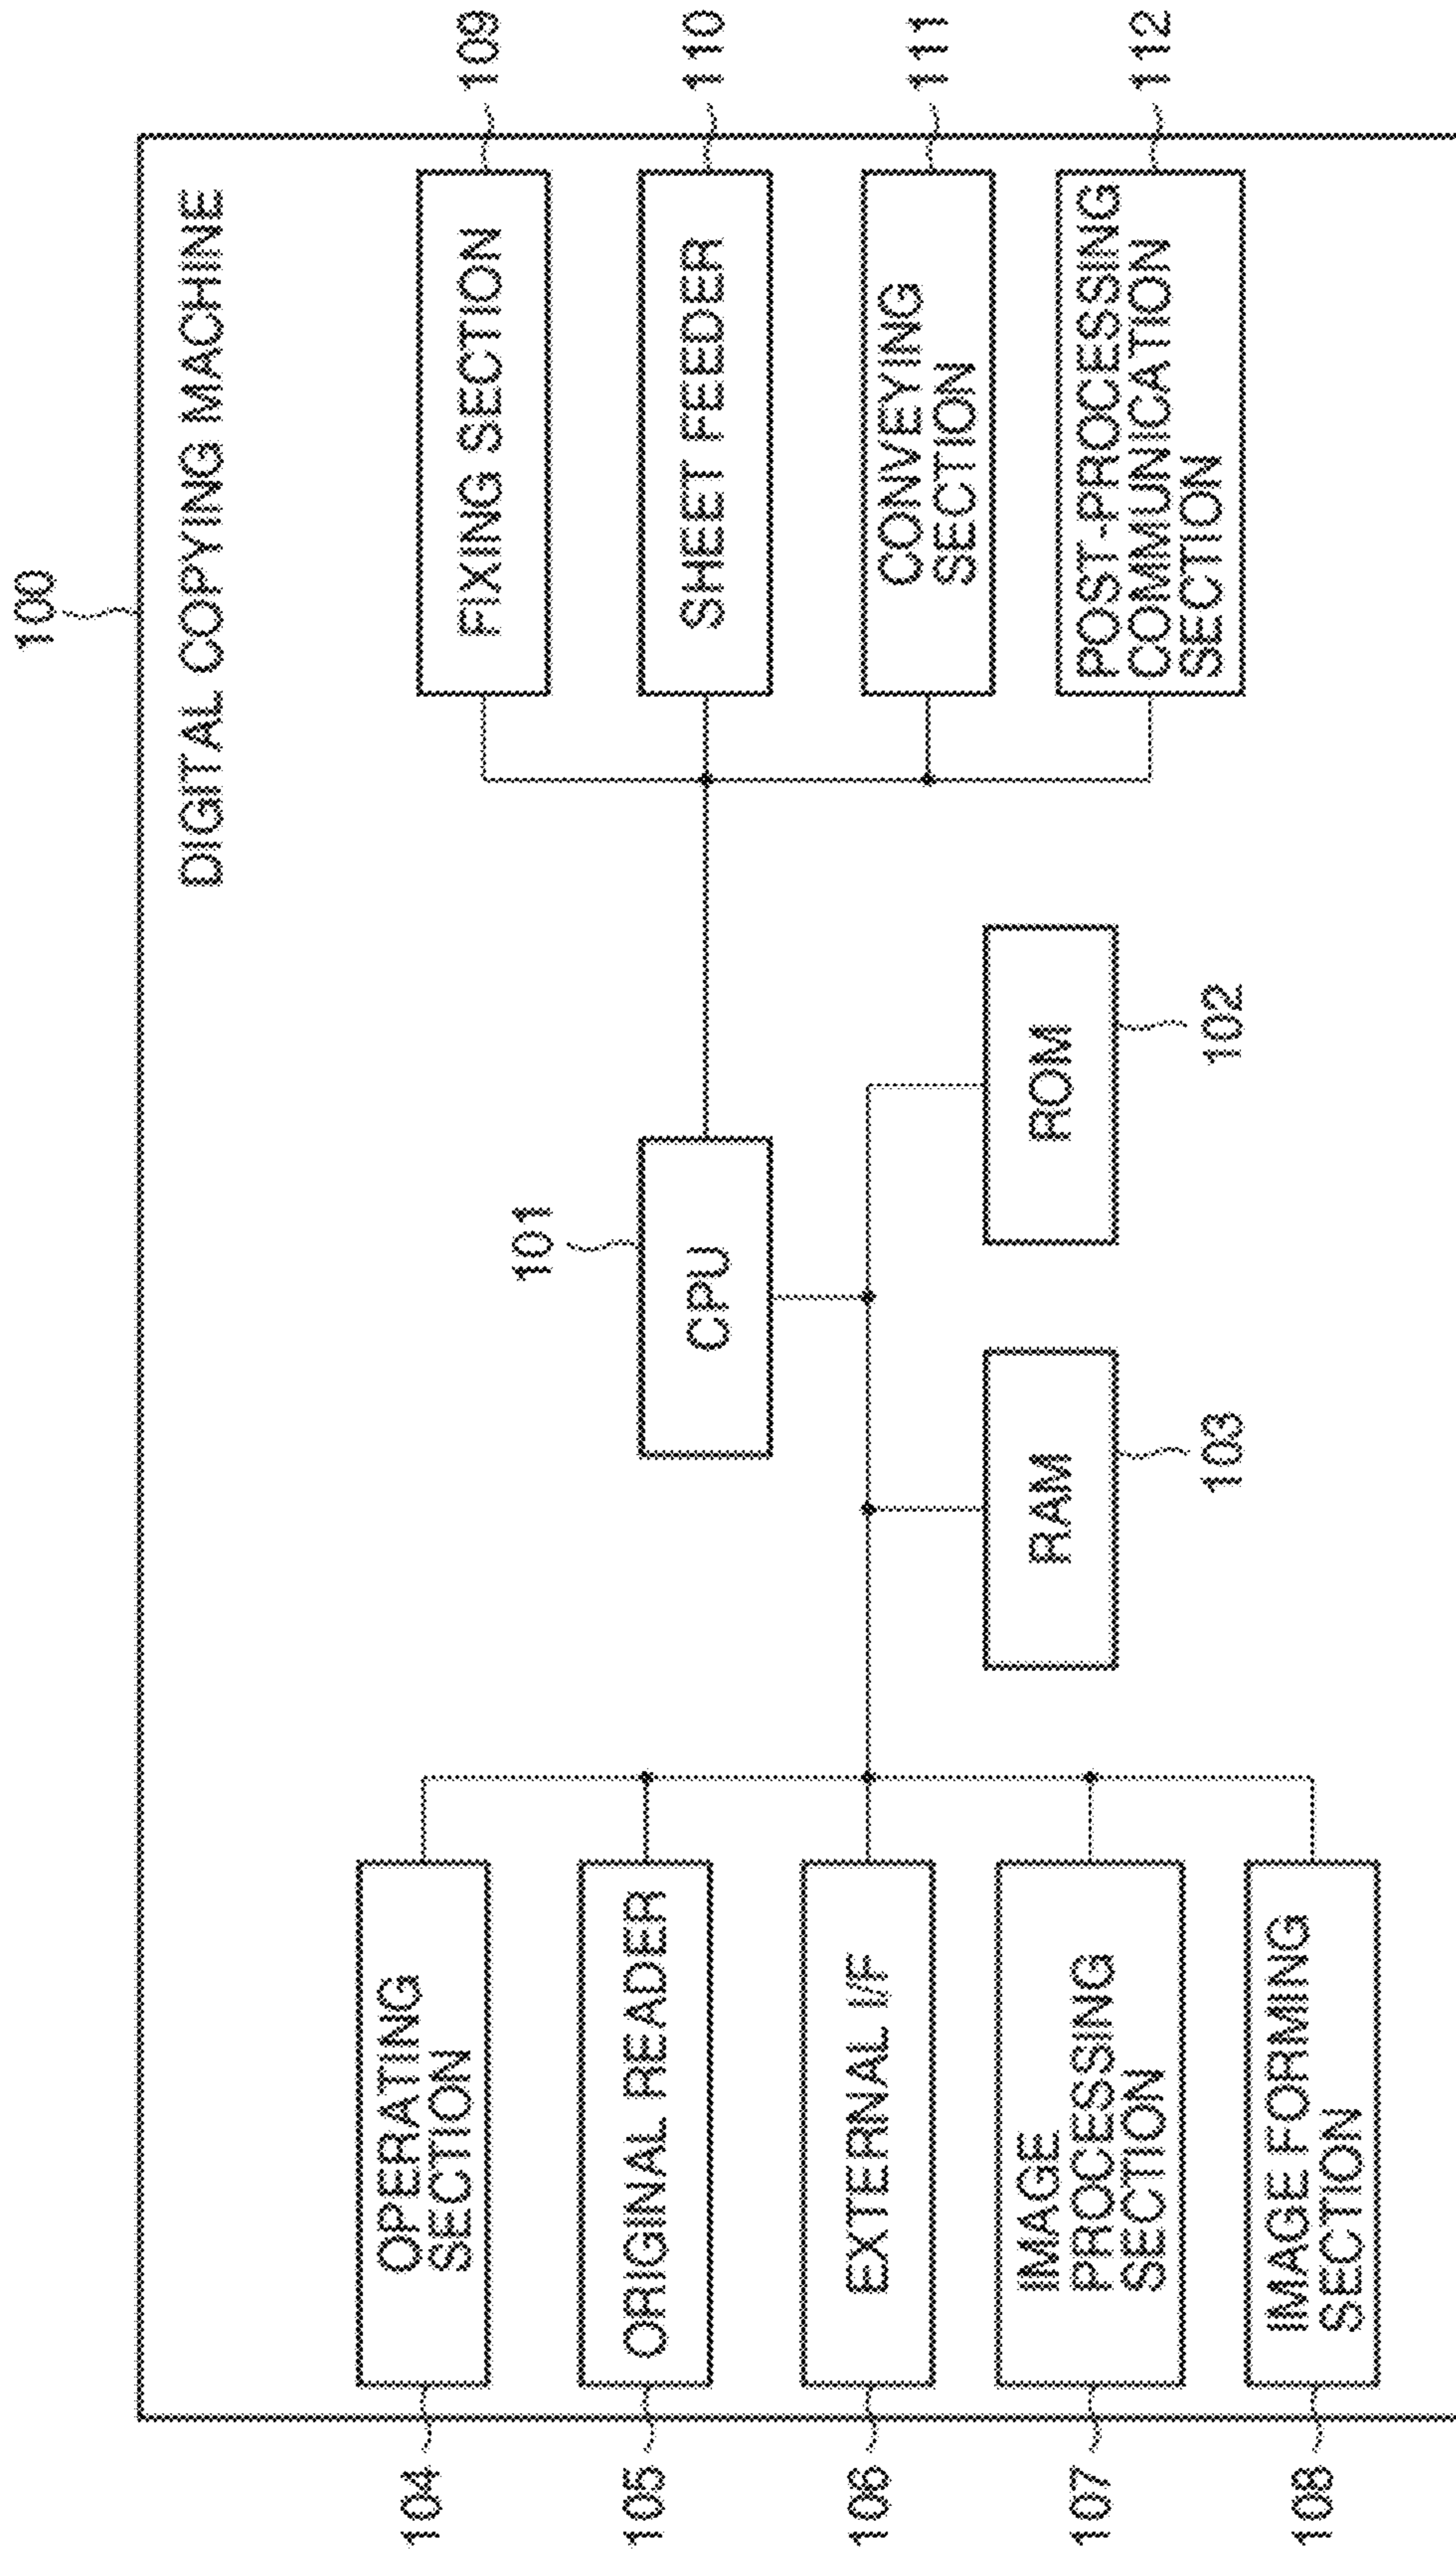 100
DIGITAL COPYING MACHINE
104
OPERATING
SECTION
105
ORIGINAL READER
106
EXTERNAL I/F
107
IMAGE
PROCESSING
SECTION
108
IMAGE FORMING
SECTION
101
CPU
RAM
103
ROM
102
FIXING SECTION
109
SHEET FEEDER
110
CONVEYING
SECTION
111
POST-PROCESSING
COMMUNICATION
SECTION
112